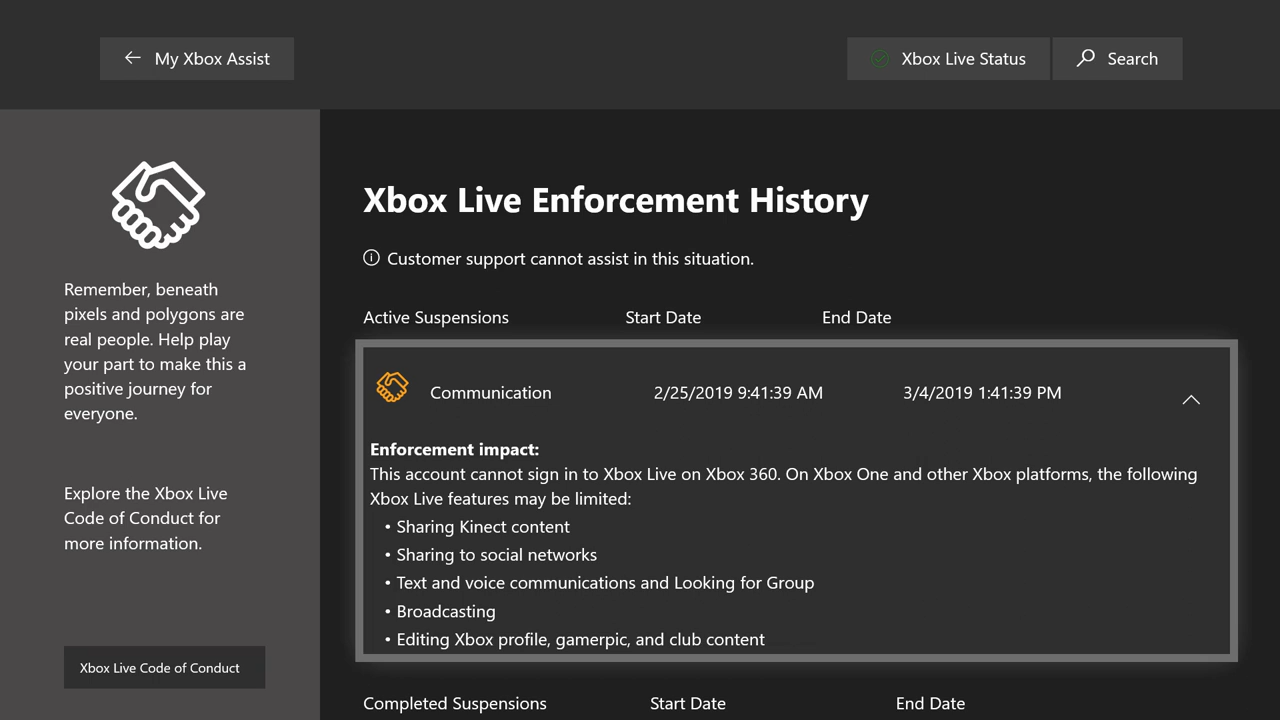 My Xbox Assist
Xbox Live Status
Search
Remember, beneath
pixels and polygons are
real people. Help play
your part to make this a
positive journey for
everyone.
Explore the Xbox Live
Code of Conduct for
more information.
Xbox Live Code of Conduct
Xbox Live Enforcement History
Customer support cannot assist in this situation.
Active Suspensions Start Date End Date
Communication 2/25/2019 9:41:39 AM 3/4/2019 1:41:39 PM
Enforcement impact:
This account cannot sign in to Xbox Live on Xbox 360. On Xbox One and other Xbox platforms, the following
Xbox Live features may be limited:
• Sharing Kinect content
• Sharing to social networks
• Text and voice communications and Looking for Group
• Broadcasting
• Editing Xbox profile, gamerpic, and club content
Completed Suspensions Start Date End Date